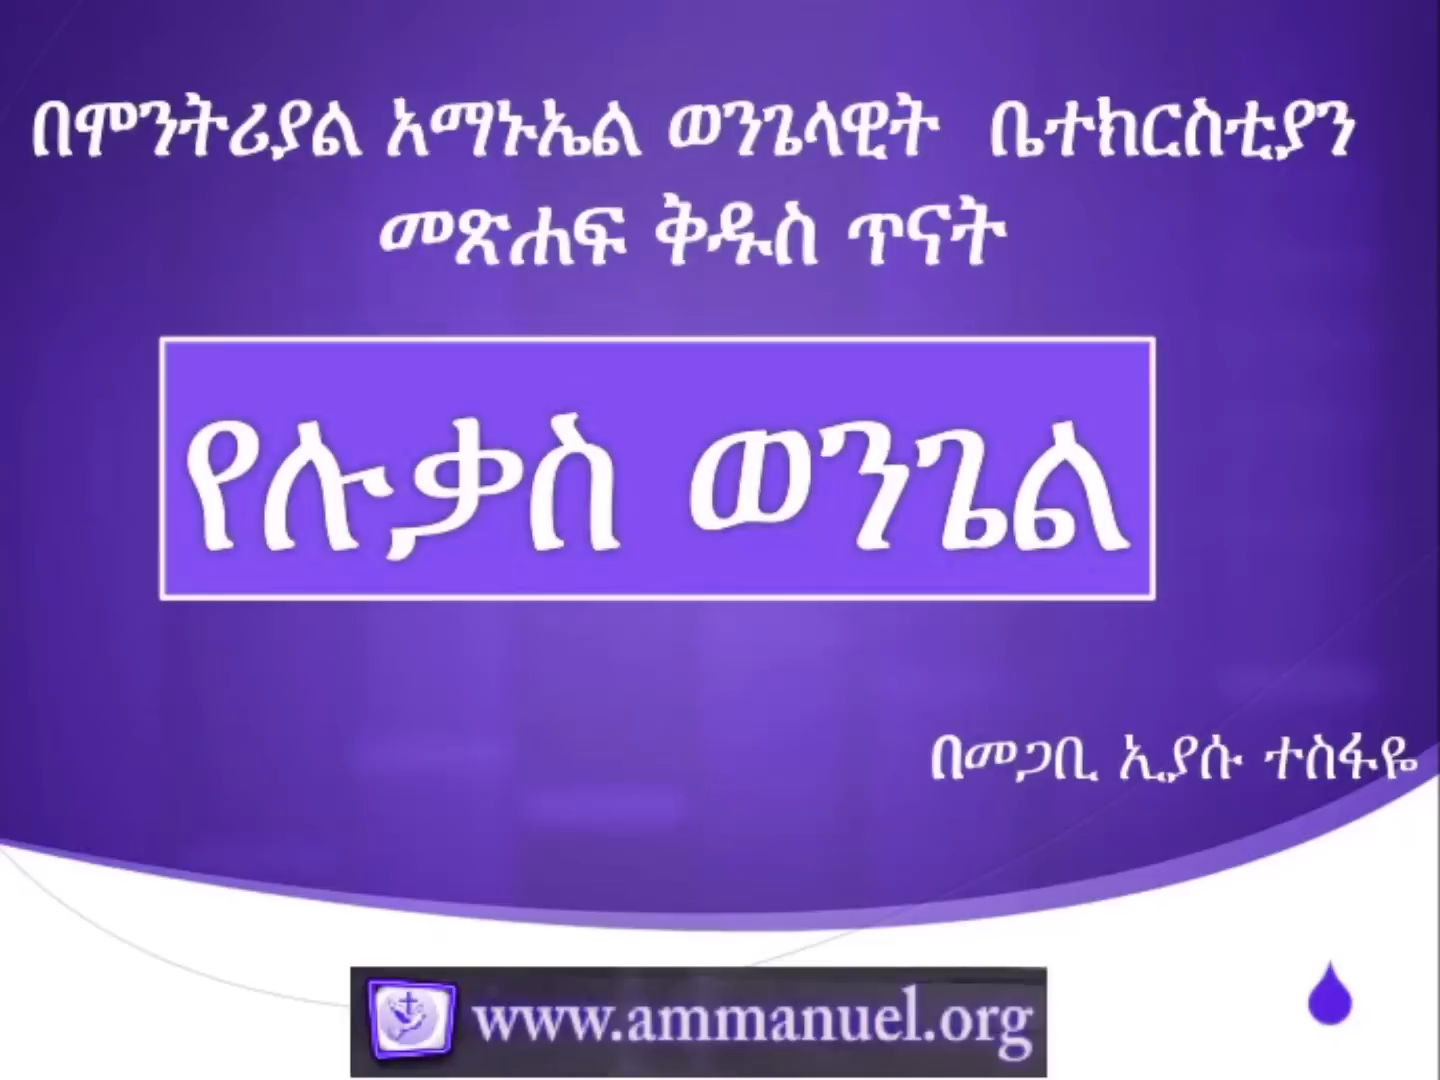 በሞንትሪያል አማኑኤል ወንጌላዊት ቤተክርስቲያን
መጽሐፍ ቅዱስ ጥናት
የሉቃስ ወንጌል
በመጋቢ ኢያሱ ተስፋዬ
www.ammanuel.org